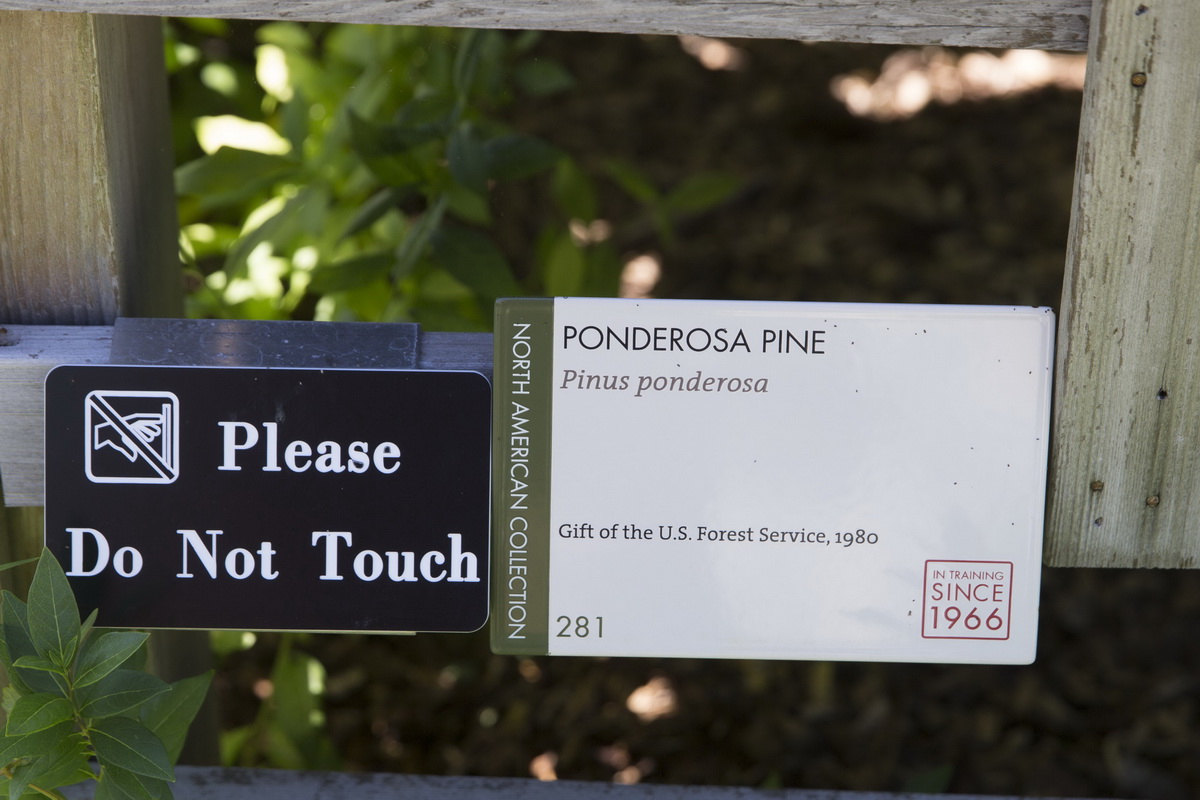 Please
Do Not Touch
NORTH AMERICAN COLLECTION
PONDEROSA PINE
Pinus ponderosa
Gift of the U.S. Forest Service, 1980
281
IN TRAINING
SINCE
1966